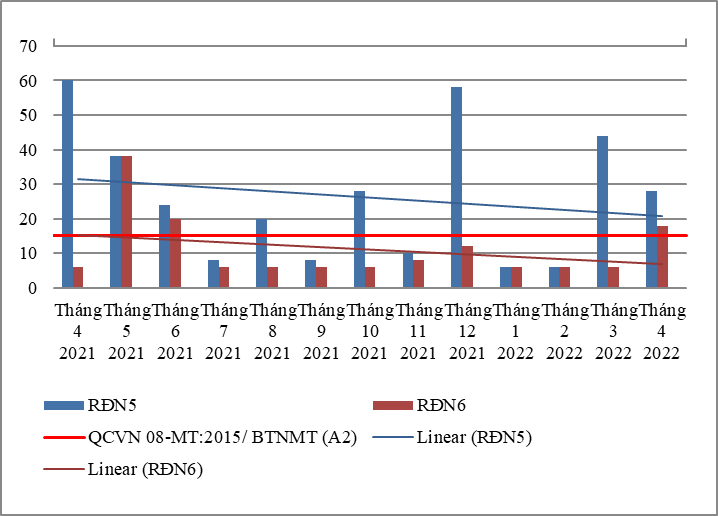 70
60
50
40
30
20
10
0
Tháng Tháng Tháng Tháng Tháng Tháng Tháng Tháng Tháng Tháng Tháng Tháng Tháng
4 5 6 7 8 9 10 11 12 1 2 3 4
2021 2021 2021 2021 2021 2021 2021 2021 2021 2022 2022 2022 2022
RĐN5 RĐN6
QCVN 08-MT:2015/ BTNMT (A2) Linear (RĐN5)
Linear (RĐN6)